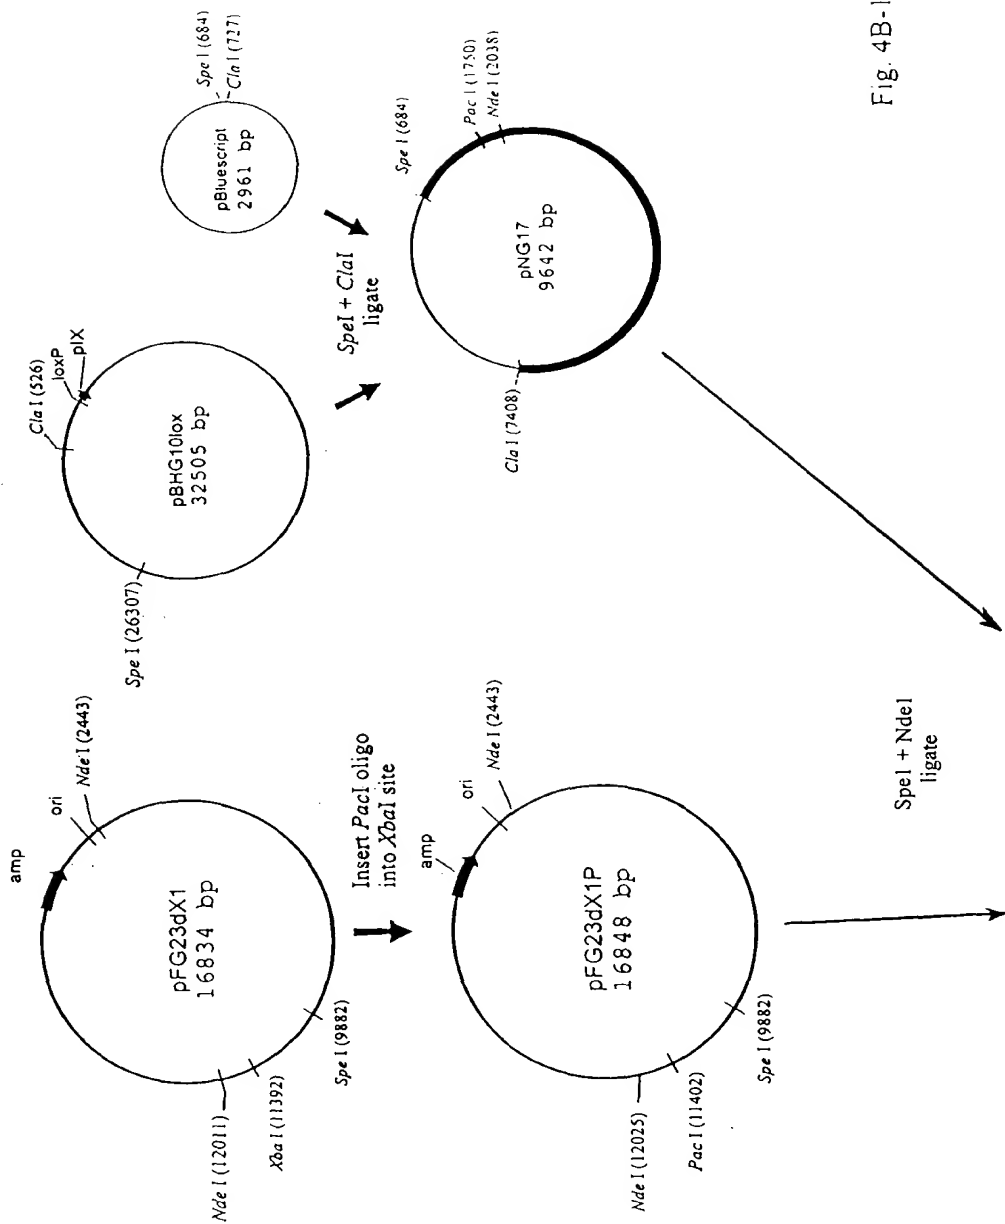 amp
ori
Nde I (2443)
pFG23dX1
16834 bp
Nde I (12011)
Xba I (11392)
Spe I (9882)
Insert PacI oligo
into XbaI site
amp
ori
Nde I (2443)
pFG23dX1P
16848 bp
Nde I (12025)
Pac I (11402)
Spe I (9882)
Cla I (526)
loxP
pIX
pBHG10lox
32505 bp
Spe I (26307)
Spe I (684)
Cla I (727)
pBluescript
2961 bp
SpeI + ClaI
ligate
Spe I (684)
Pac I (1750)
Nde I (2038)
pNG17
9642 bp
Cla I (7408)
SpeI + NdeI
ligate
Fig. 4B-1